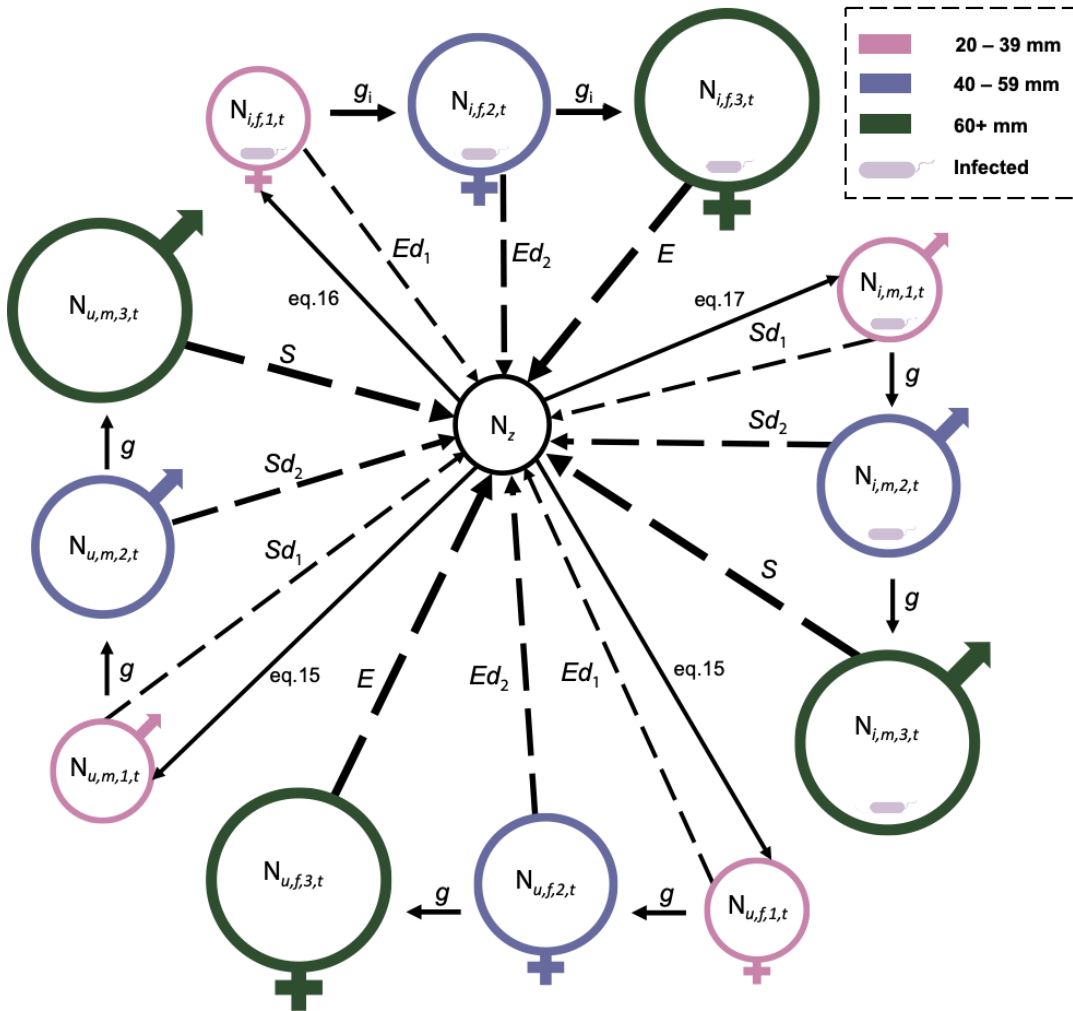 20 – 39 mm
40 – 59 mm
60+ mm
Infected
N_{i,f,1,t}
g_i
N_{i,f,2,t}
g_i
N_{i,f,3,t}
Ed_1
Ed_2
E
eq.16
eq.17
N_{i,m,1,t}
Sd_1
g
N_{u,m,3,t}
S
N_z
Sd_2
N_{i,m,2,t}
g
Sd_2
N_{u,m,2,t}
Sd_1
S
g
g
eq.15
E
Ed_2
Ed_1
eq.15
N_{i,m,3,t}
N_{u,m,1,t}
N_{u,f,3,t}
g
N_{u,f,2,t}
g
N_{u,f,1,t}